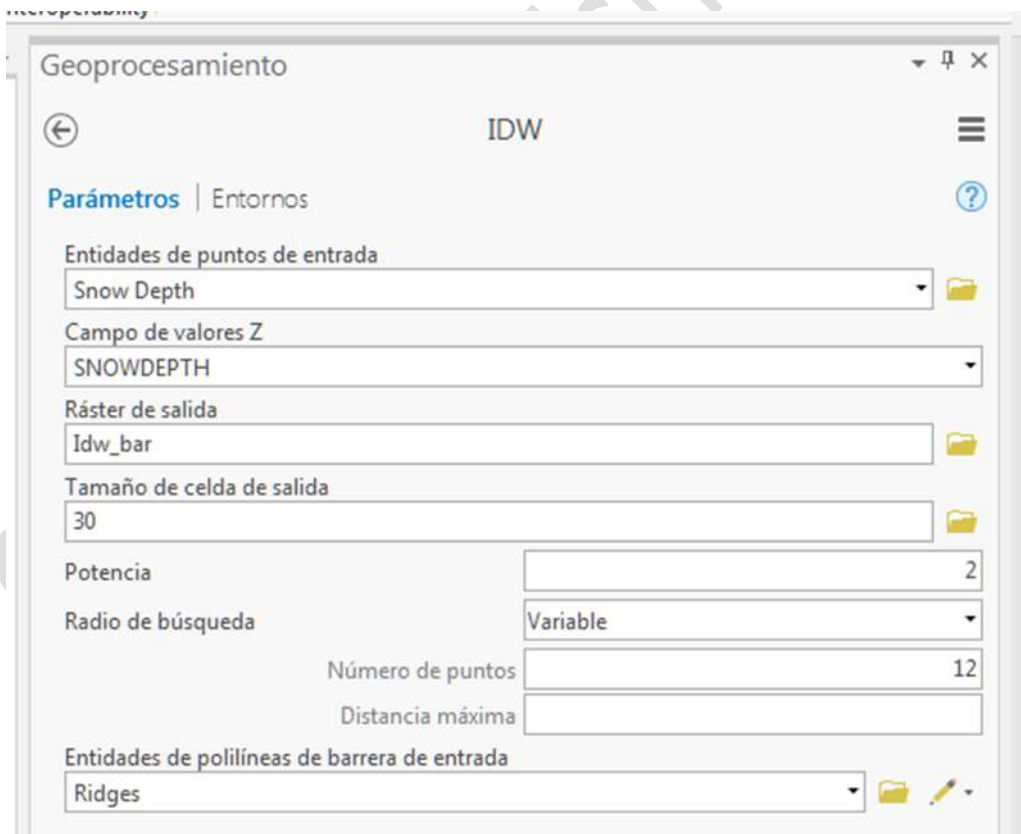 Geoprocesamiento
IDW
Parámetros | Entornos
Entidades de puntos de entrada
Snow Depth
Campo de valores Z
SNOWDEPTH
Ráster de salida
Idw_bar
Tamaño de celda de salida
30
Potencia 2
Radio de búsqueda Variable
Número de puntos 12
Distancia máxima
Entidades de polilíneas de barrera de entrada
Ridges